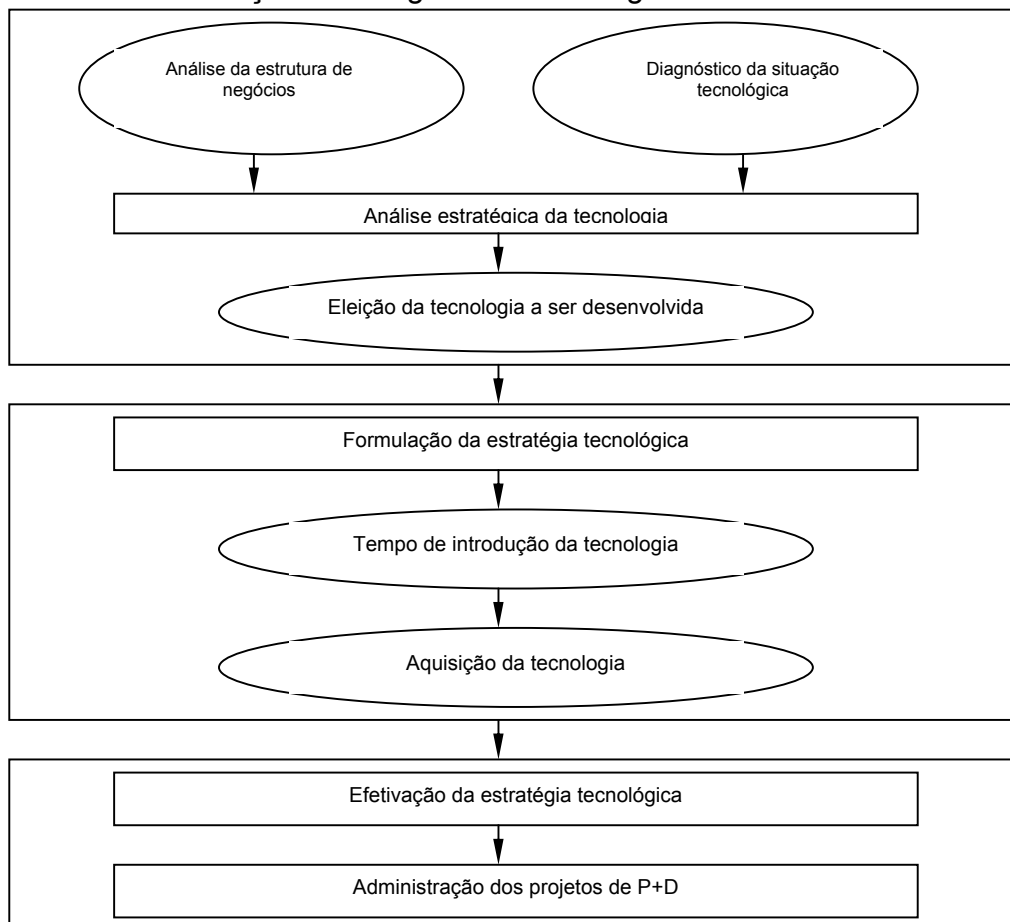 Análise da estrutura de
negócios
Diagnóstico da situação
tecnológica
Análise estratégica da tecnologia
Eleição da tecnologia a ser desenvolvida
Formulação da estratégia tecnológica
Tempo de introdução da tecnologia
Aquisição da tecnologia
Efetivação da estratégia tecnológica
Administração dos projetos de P+D